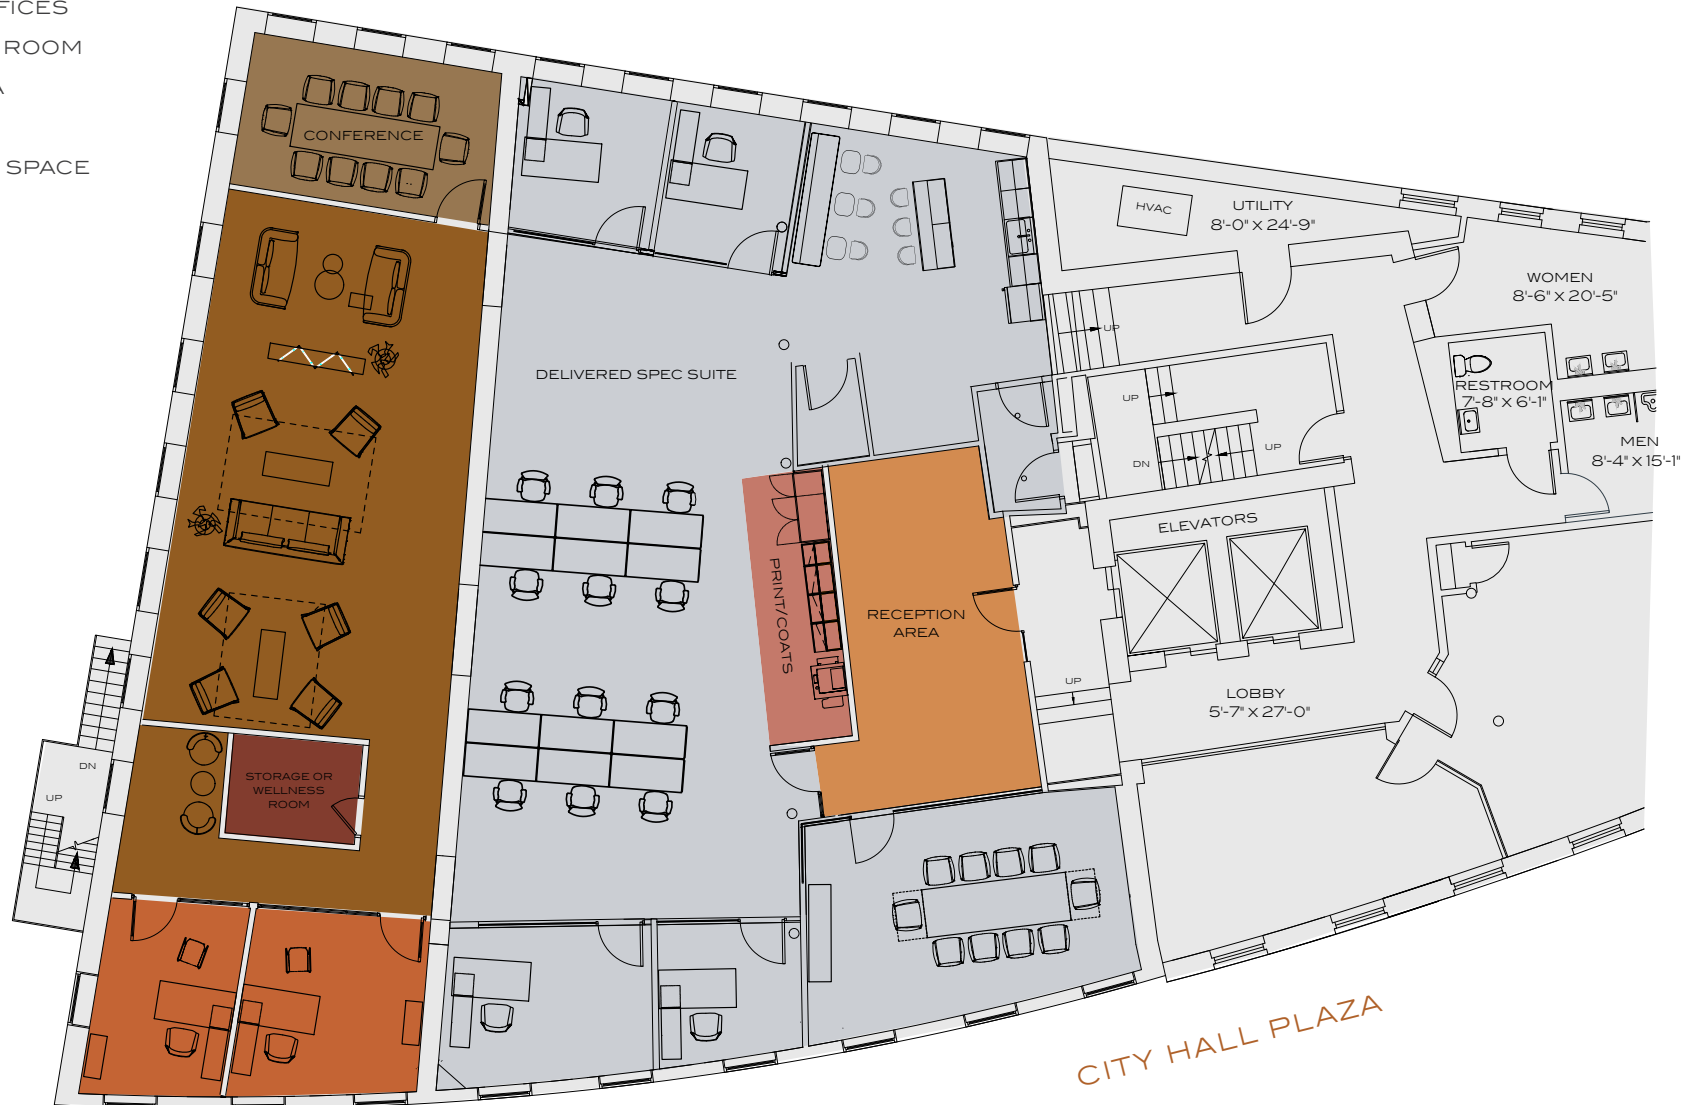 FICES
ROOM
A
SPACE
CONFERENCE
HVAC
UTILITY
8'-0" X 24'-9"
WOMEN
8'-6" X 20'-5"
UP
DELIVERED SPEC SUITE
UP
RESTROOM
7'-8" X 6'-1"
MEN
8'-4" X 15'-1"
DN
UP
ELEVATORS
PRINT/COATS
RECEPTION
AREA
UP
LOBBY
5'-7" X 27'-0"
DN
UP
STORAGE OR
WELLNESS
ROOM
CITY HALL PLAZA